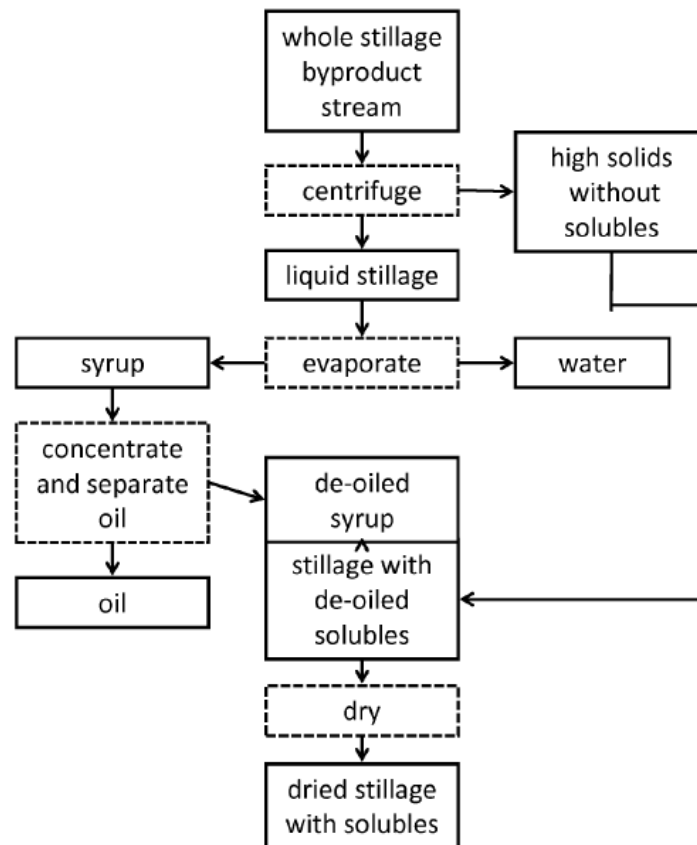 whole stillage
byproduct
stream
centrifuge
high solids
without
solubles
liquid stillage
syrup
evaporate
water
concentrate
and separate
oil
de-oiled
syrup
stillage with
de-oiled
solubles
oil
dry
dried stillage
with solubles